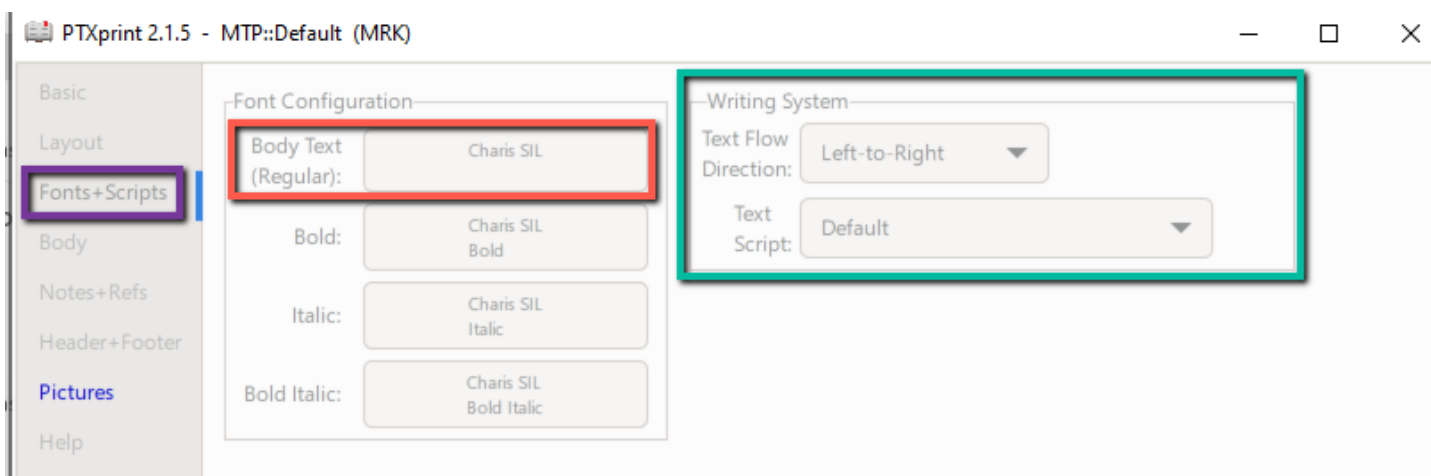 PTXprint 2.1.5 - MTP::Default (MRK)
Basic
Layout
Fonts+Scripts
Body
Notes+Refs
Header+Footer
Pictures
Help
Font Configuration
Body Text
(Regular):
Charis SIL
Bold:
Charis SIL
Bold
Italic:
Charis SIL
Italic
Bold Italic:
Charis SIL
Bold Italic
Writing System
Text Flow
Direction:
Left-to-Right
Text
Script:
Default